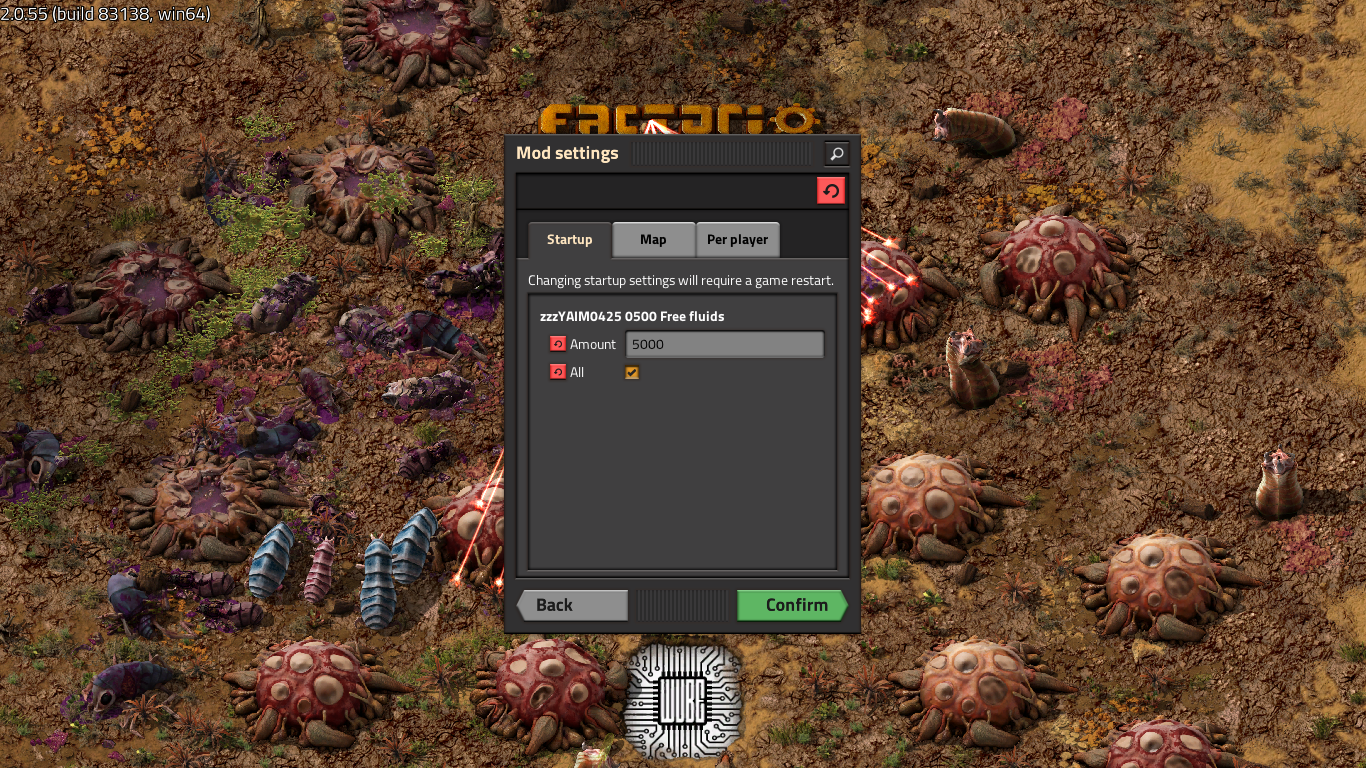 2.0.55 (build 83138, win64)
FACTORIO
Mod settings
Startup
Map
Per player
Changing startup settings will require a game restart.
zzzYAIM0425 0500 Free fluids
Amount
5000
All
Back
Confirm